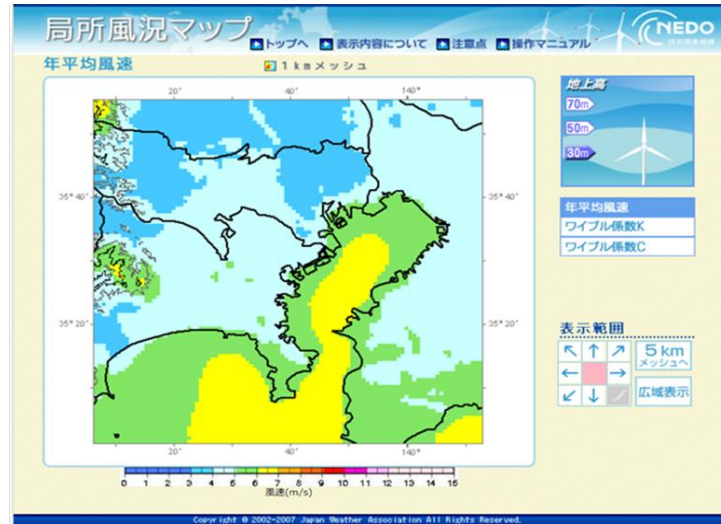 局所風況マップ
トップへ 表示内容について 注意点 操作マニュアル
NEDO
年平均風速
1kmメッシュ
20' 40' 140°
35°40'
35°20'
35°40'
35°20'
20' 40' 140°
0 1 2 3 4 5 6 7 8 9 10 11 12 13 14 15
風速(m/s)
地上高
70m
50m
30m
年平均風速
ワイブル係数K
ワイブル係数C
表示範囲
5km
メッシュへ
広域表示
Copyright © 2002-2007 Japan Weather Association All Rights Reserved.